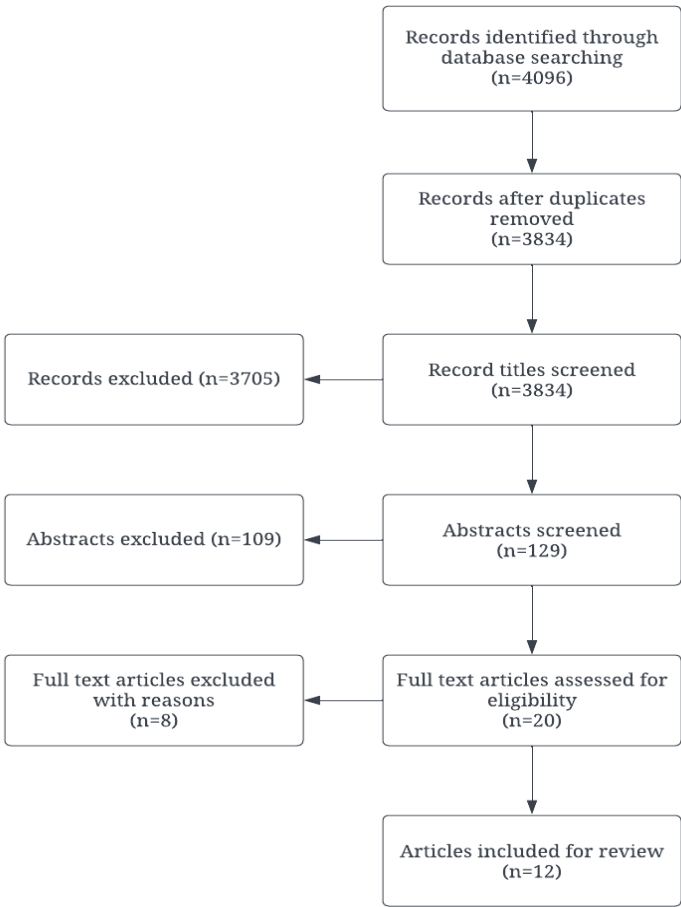 Records identified through
database searching
(n=4096)
Records after duplicates
removed
(n=3834)
Record titles screened
(n=3834)
Records excluded (n=3705)
Abstracts screened
(n=129)
Abstracts excluded (n=109)
Full text articles assessed for
eligibility
(n=20)
Full text articles excluded
with reasons
(n=8)
Articles included for review
(n=12)